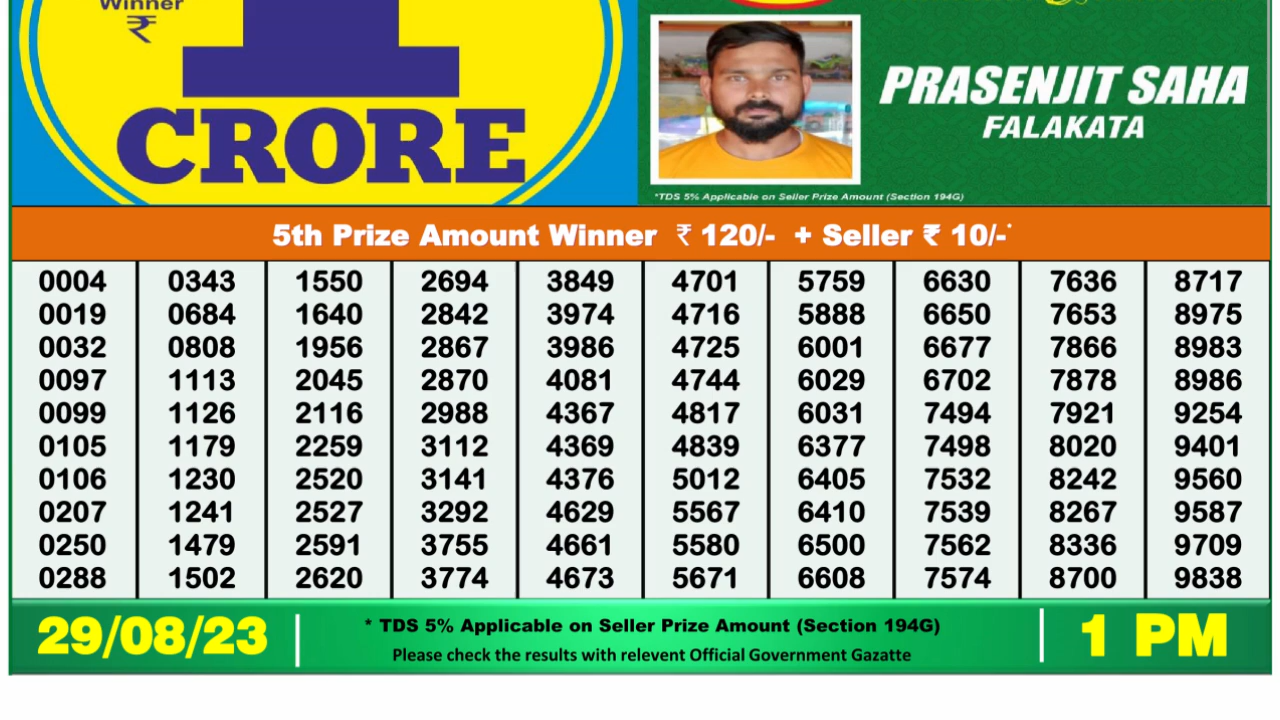 Winner
₹
1
CRORE
PRASENJIT SAHA
FALAKATA
*TDS 5% Applicable on Seller Prize Amount (Section 194G)
5th Prize Amount Winner ₹ 120/- + Seller ₹ 10/-*
0004 0343 1550 2694 3849 4701 5759 6630 7636 8717
0019 0684 1640 2842 3974 4716 5888 6650 7653 8975
0032 0808 1956 2867 3986 4725 6001 6677 7866 8983
0097 1113 2045 2870 4081 4744 6029 6702 7878 8986
0099 1126 2116 2988 4367 4817 6031 7494 7921 9254
0105 1179 2259 3112 4369 4839 6377 7498 8020 9401
0106 1230 2520 3141 4376 5012 6405 7532 8242 9560
0207 1241 2527 3292 4629 5567 6410 7539 8267 9587
0250 1479 2591 3755 4661 5580 6500 7562 8336 9709
0288 1502 2620 3774 4673 5671 6608 7574 8700 9838
29/08/23
* TDS 5% Applicable on Seller Prize Amount (Section 194G)
Please check the results with relevent Official Government Gazatte
1 PM